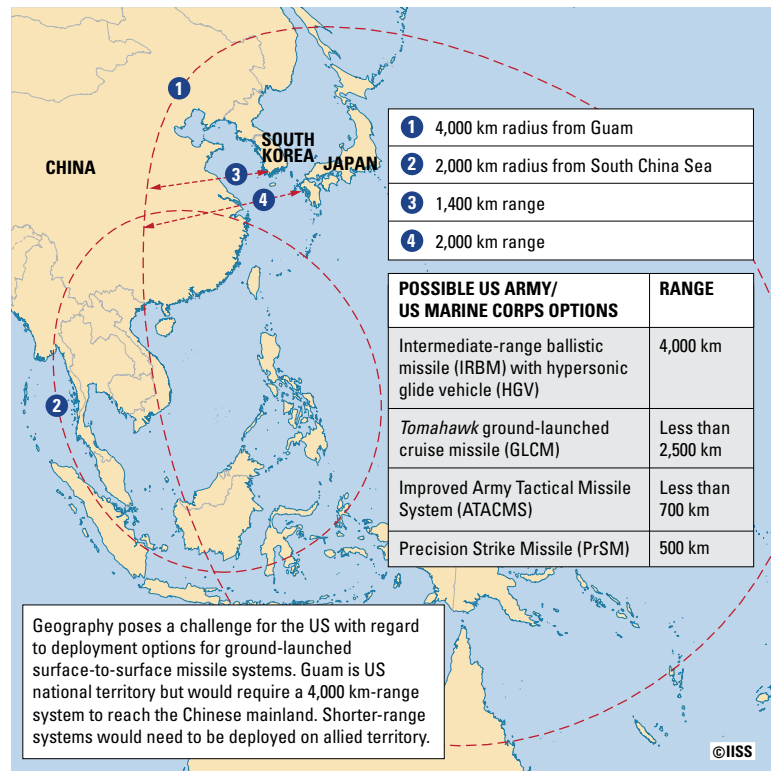 1
CHINA
SOUTH
KOREA
JAPAN
3
4
2
1 4,000 km radius from Guam
2 2,000 km radius from South China Sea
3 1,400 km range
4 2,000 km range
POSSIBLE US ARMY/
US MARINE CORPS OPTIONS
RANGE
Intermediate-range ballistic
missile (IRBM) with hypersonic
glide vehicle (HGV)
4,000 km
Tomahawk ground-launched
cruise missile (GLCM)
Less than
2,500 km
Improved Army Tactical Missile
System (ATACMS)
Less than
700 km
Precision Strike Missile (PrSM)
500 km
Geography poses a challenge for the US with regard
to deployment options for ground-launched
surface-to-surface missile systems. Guam is US
national territory but would require a 4,000 km-range
system to reach the Chinese mainland. Shorter-range
systems would need to be deployed on allied territory.
©IISS